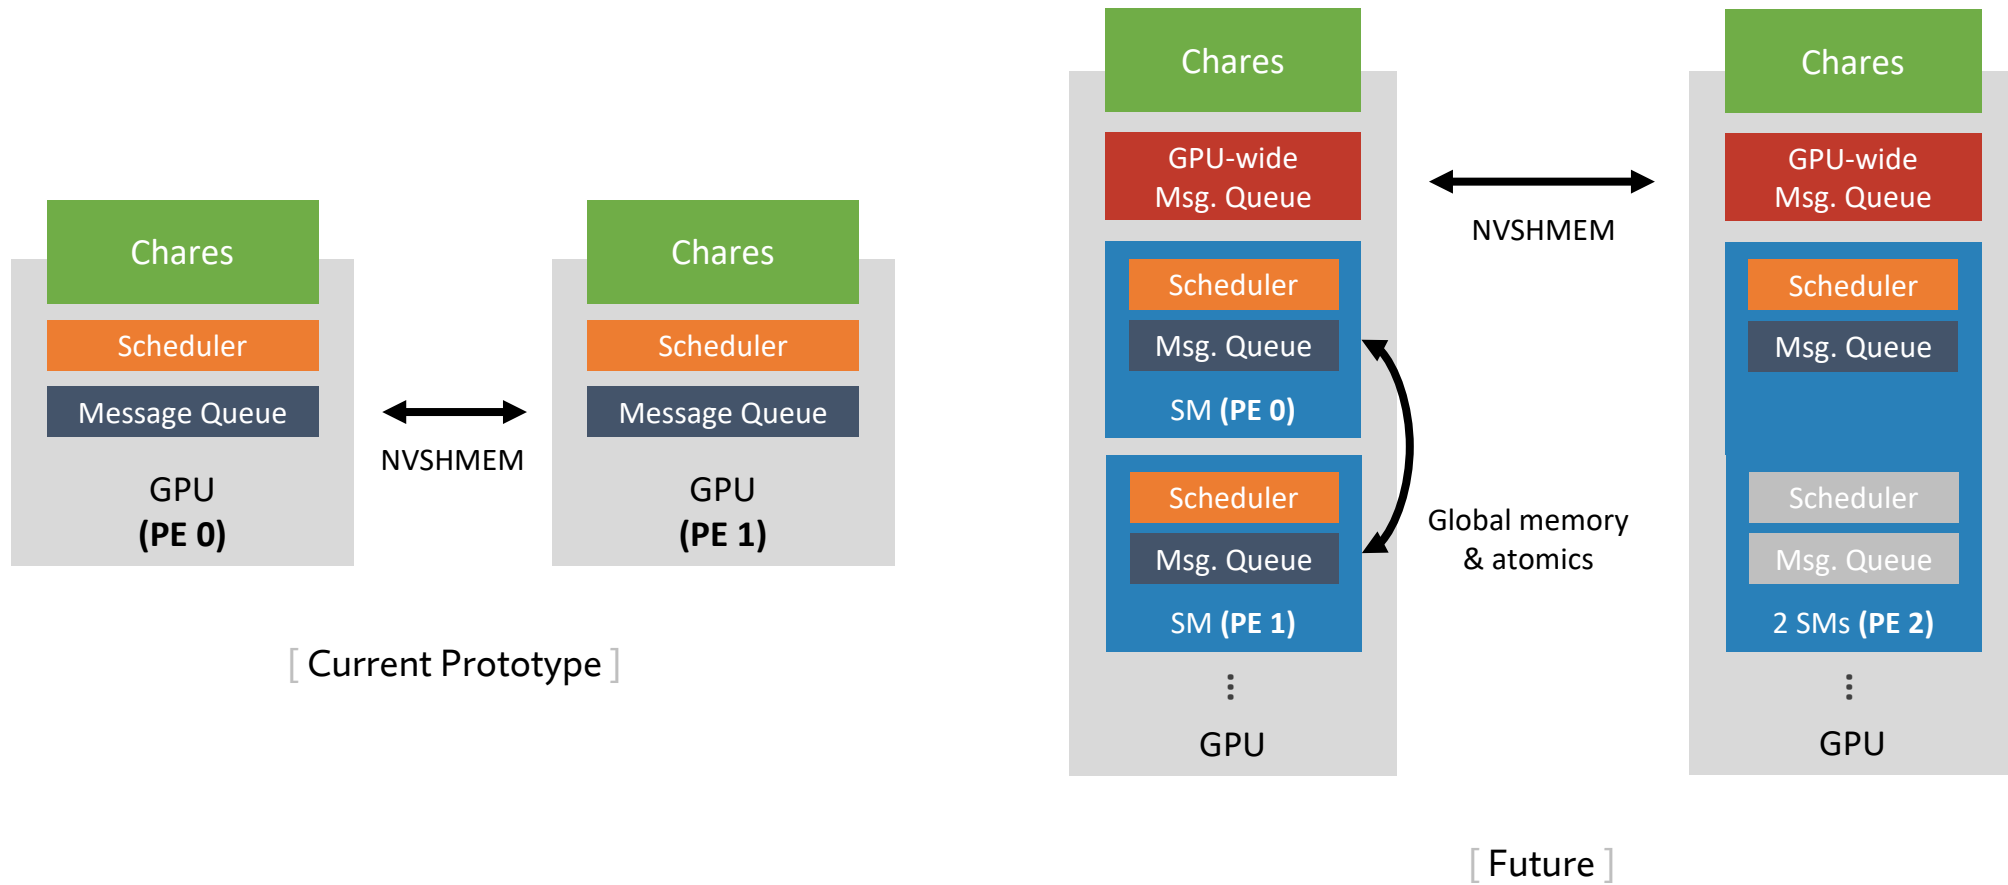 Chares
Scheduler
Message Queue
GPU
(PE 0)
NVSHMEM
Chares
Scheduler
Message Queue
GPU
(PE 1)
[ Current Prototype ]
Chares
GPU-wide
Msg. Queue
Scheduler
Msg. Queue
SM (PE 0)
Scheduler
Msg. Queue
SM (PE 1)
⋮
GPU
NVSHMEM
Global memory
& atomics
Chares
GPU-wide
Msg. Queue
Scheduler
Msg. Queue
Scheduler
Msg. Queue
2 SMs (PE 2)
⋮
GPU
[ Future ]